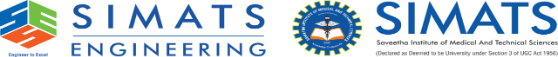 SIMATS
ENGINEERING
Engineer to Excel
SIMATS
Saveetha Institute of Medical And Technical Sciences
(Declared as Deemed to be University under Section 3 of UGC Act 1956)